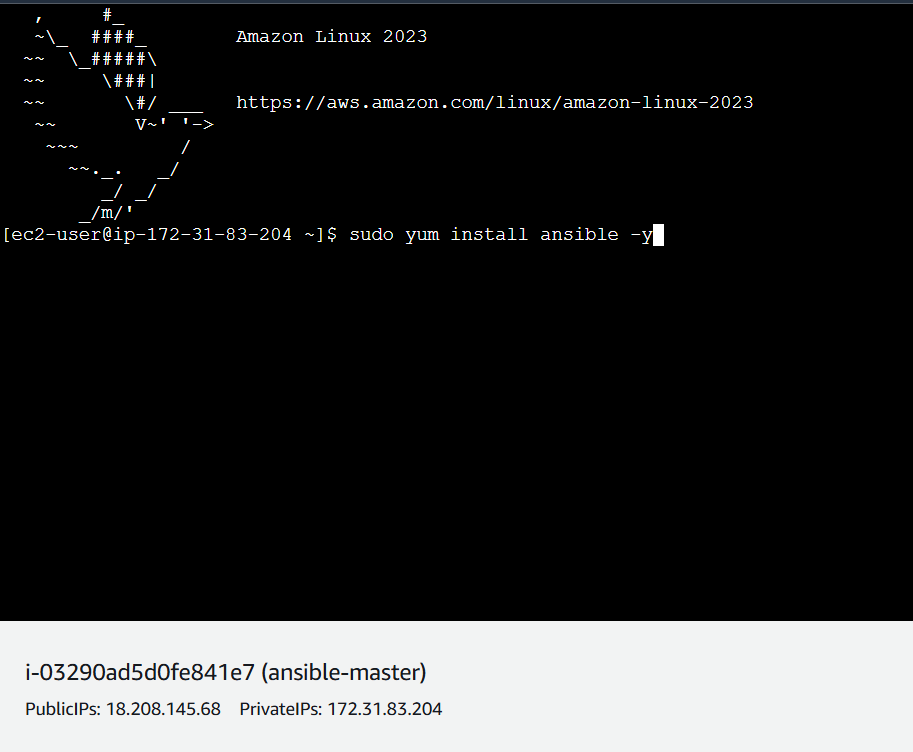 ,     #_
   ~\_  ####_        Amazon Linux 2023
  ~~  \_#####\
  ~~     \###|
  ~~       \#/ ___   https://aws.amazon.com/linux/amazon-linux-2023
   ~~       V~' '->
    ~~~         /
      ~~._.   _/
         _/ _/
       _/m/'
[ec2-user@ip-172-31-83-204 ~]$ sudo yum install ansible -y
i-03290ad5d0fe841e7 (ansible-master)
PublicIPs: 18.208.145.68 PrivateIPs: 172.31.83.204